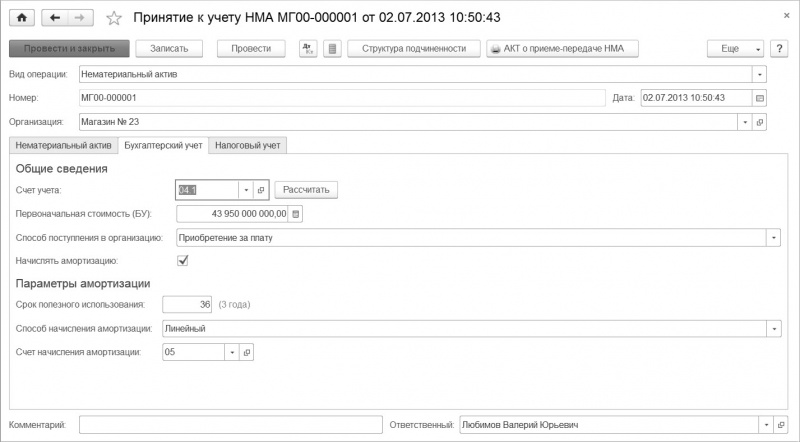 Принятие к учету НМА МГ00-000001 от 02.07.2013 10:50:43
Провести и закрыть Записать Провести Дт Кт Структура подчиненности АКТ о приеме-передаче НМА Еще ?
Вид операции: Нематериальный актив
Номер: МГ00-000001 Дата: 02.07.2013 10:50:43
Организация: Магазин № 23
Нематериальный актив Бухгалтерский учет Налоговый учет
Общие сведения
Счет учета: 04.1 Рассчитать
Первоначальная стоимость (БУ): 43 950 000 000,00
Способ поступления в организацию: Приобретение за плату
Начислять амортизацию:
Параметры амортизации
Срок полезного использования: 36 (3 года)
Способ начисления амортизации: Линейный
Счет начисления амортизации: 05
Комментарий: Ответственный: Любимов Валерий Юрьевич